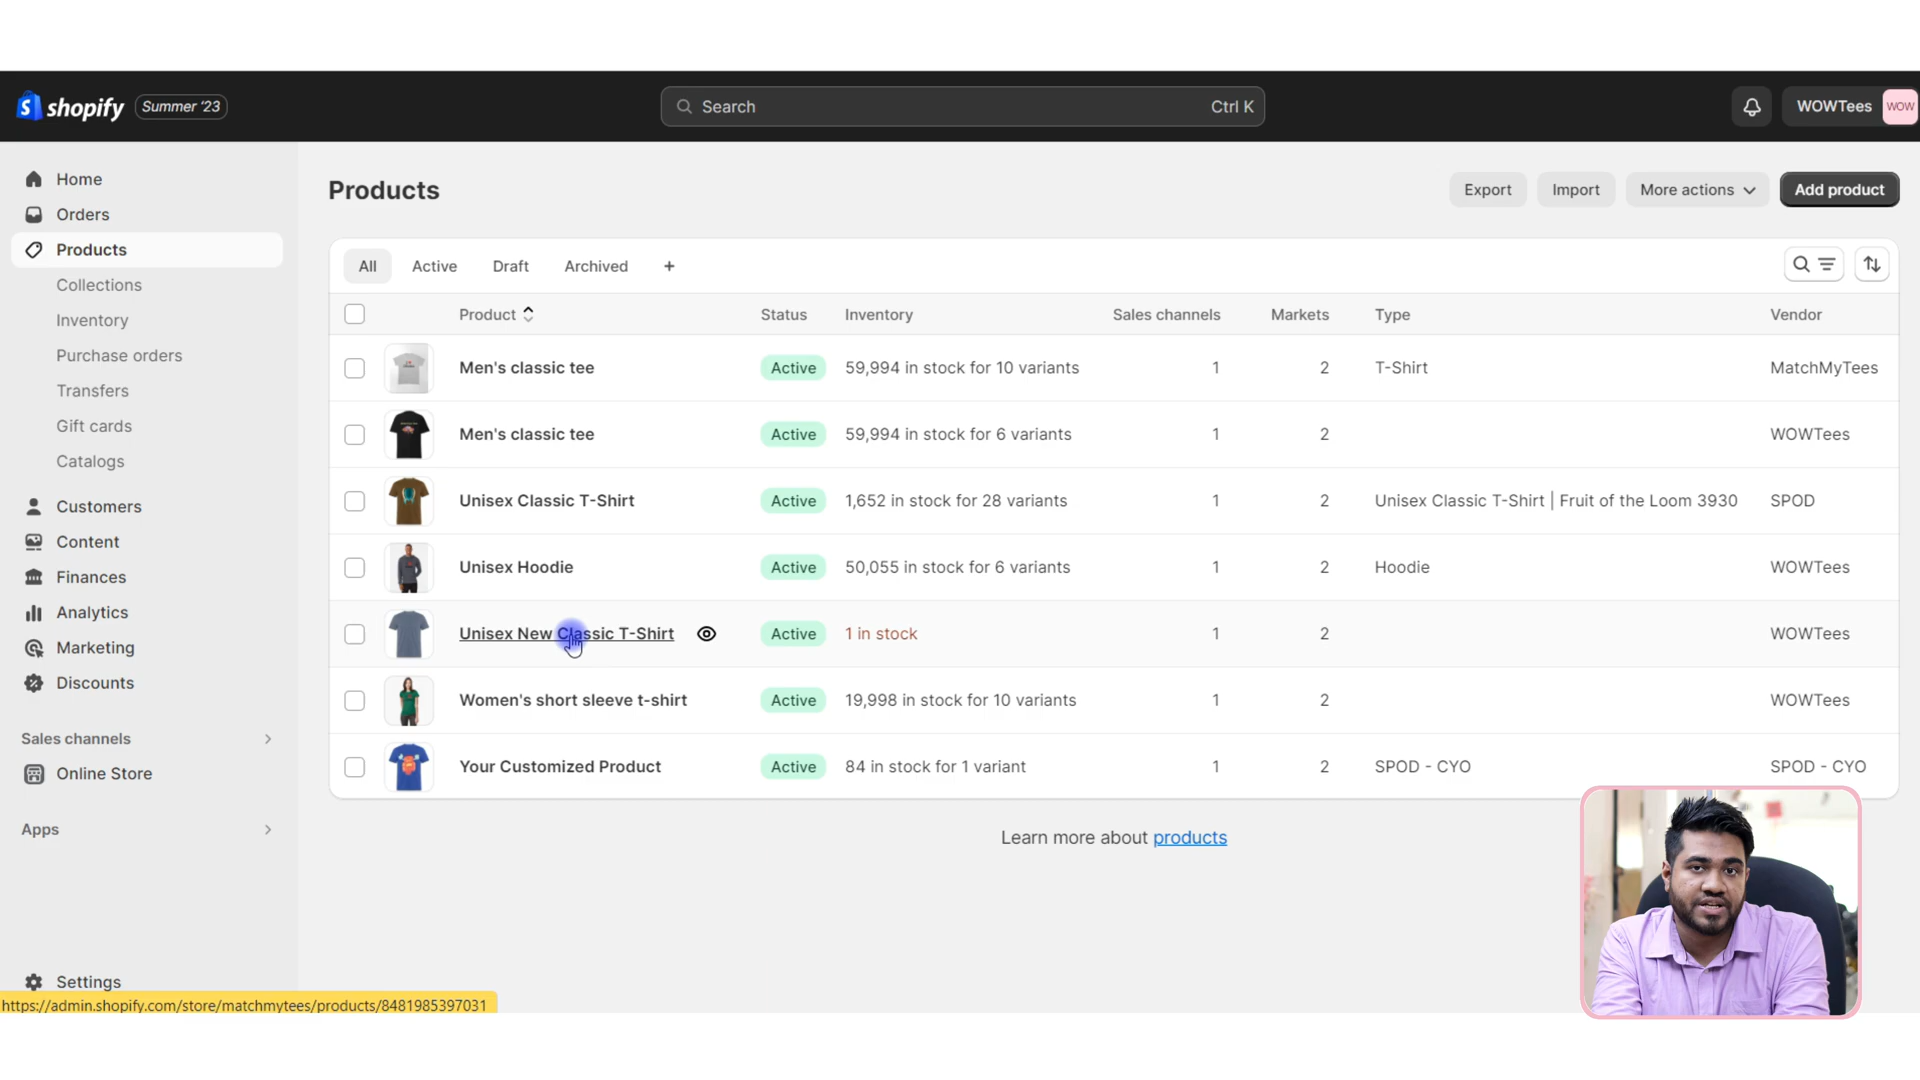 shopify Summer '23 Search Ctrl K WOWTees WOW
Home
Orders
Products
Collections
Inventory
Purchase orders
Transfers
Gift cards
Catalogs
Customers
Content
Finances
Analytics
Marketing
Discounts
Sales channels
Online Store
Apps
Settings
https://admin.shopify.com/store/matchmytees/products/8481985397031
Products Export Import More actions Add product
All Active Draft Archived +
Product Status Inventory Sales channels Markets Type Vendor
Men's classic tee Active 59,994 in stock for 10 variants 1 2 T-Shirt MatchMyTees
Men's classic tee Active 59,994 in stock for 6 variants 1 2 WOWTees
Unisex Classic T-Shirt Active 1,652 in stock for 28 variants 1 2 Unisex Classic T-Shirt | Fruit of the Loom 3930 SPOD
Unisex Hoodie Active 50,055 in stock for 6 variants 1 2 Hoodie WOWTees
Unisex New Classic T-Shirt Active 1 in stock 1 2 WOWTees
Women's short sleeve t-shirt Active 19,998 in stock for 10 variants 1 2 WOWTees
Your Customized Product Active 84 in stock for 1 variant 1 2 SPOD - CYO SPOD - CYO
Learn more about products